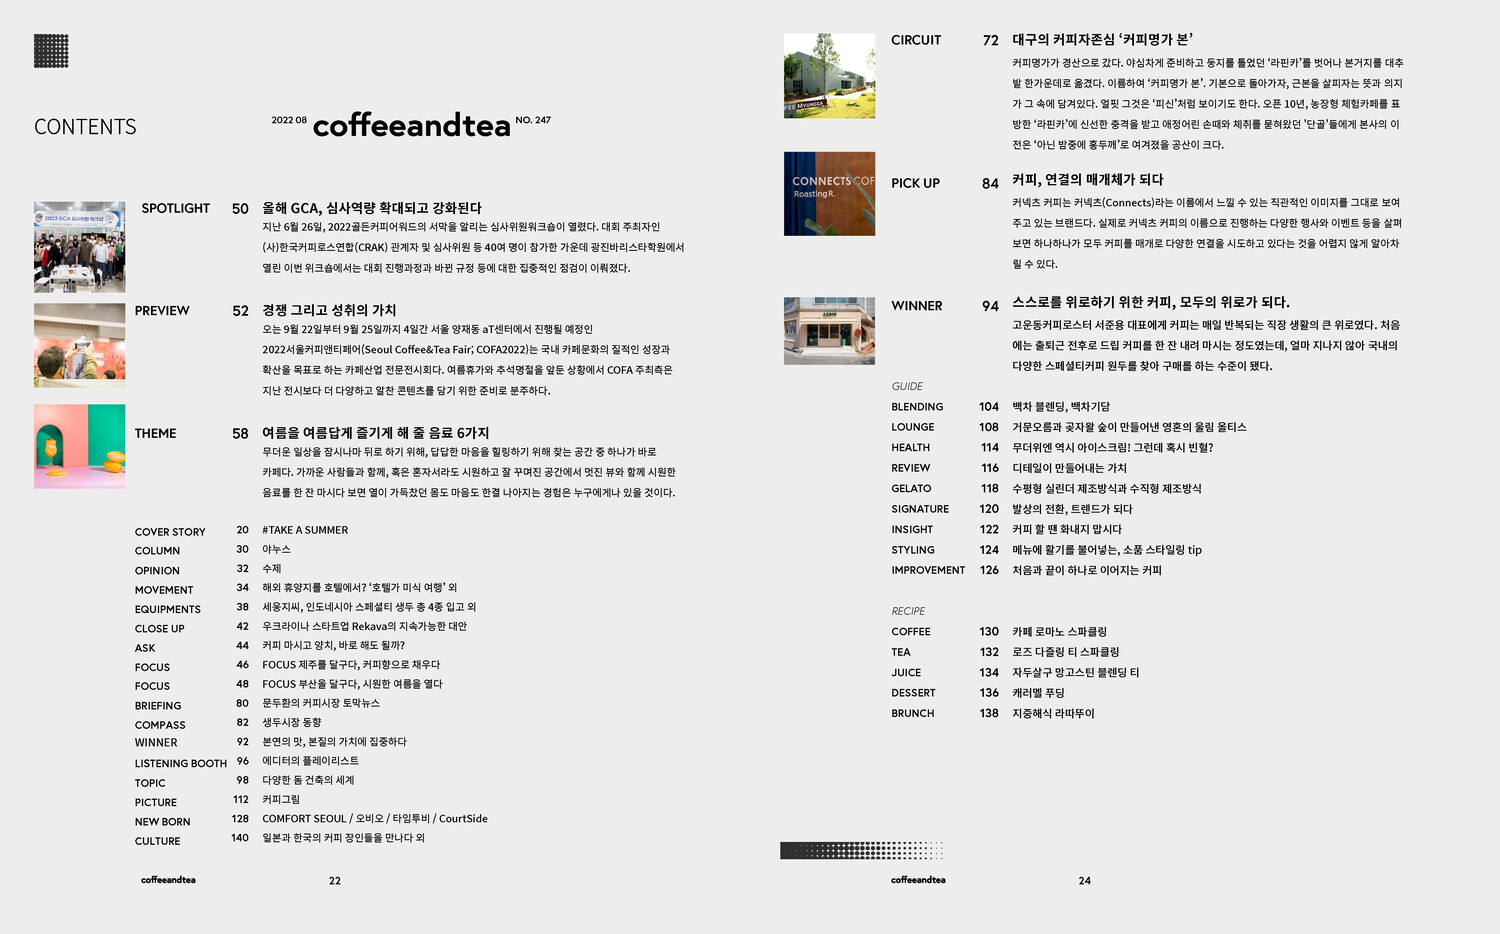 CONTENTS
2022 08 coffeeandtea NO. 247
2022 GCA 심사위원 워크샵
SPOTLIGHT 50 올해 GCA, 심사역량 확대되고 강화된다
지난 6월 26일, 2022골든커피어워드의 서막을 알리는 심사위원워크숍이 열렸다. 대회 주최자인
(사)한국커피로스연합(CRAK) 관계자 및 심사위원 등 40여 명이 참가한 가운데 광진바리스타학원에서
열린 이번 워크숍에서는 대회 진행과정과 바뀐 규정 등에 대한 집중적인 점검이 이뤄졌다.
PREVIEW 52 경쟁 그리고 성취의 가치
오는 9월 22일부터 9월 25일까지 4일간 서울 양재동 aT센터에서 진행될 예정인
2022서울커피앤티페어(Seoul Coffee&Tea Fair; COFA2022)는 국내 카페문화의 질적인 성장과
확산을 목표로 하는 카페산업 전문전시회다. 여름휴가와 추석명절을 앞둔 상황에서 COFA 주최측은
지난 전시보다 더 다양하고 알찬 콘텐츠를 담기 위한 준비로 분주하다.
THEME 58 여름을 여름답게 즐기게 해 줄 음료 6가지
무더운 일상을 잠시나마 뒤로 하기 위해, 답답한 마음을 힐링하기 위해 찾는 공간 중 하나가 바로
카페다. 가까운 사람들과 함께, 혹은 혼자서라도 시원하고 잘 꾸며진 공간에서 멋진 뷰와 함께 시원한
음료를 한 잔 마시다 보면 열이 가득찼던 몸도 마음도 한결 나아지는 경험은 누구에게나 있을 것이다.
COVER STORY 20 #TAKE A SUMMER
COLUMN 30 야누스
OPINION 32 수제
MOVEMENT 34 해외 휴양지를 호텔에서? ‘호텔가 미식 여행’ 외
EQUIPMENTS 38 세웅지씨, 인도네시아 스페셜티 생두 총 4종 입고 외
CLOSE UP 42 우크라이나 스타트업 Rekava의 지속가능한 대안
ASK 44 커피 마시고 양치, 바로 해도 될까?
FOCUS 46 FOCUS 제주를 달구다, 커피향으로 채우다
FOCUS 48 FOCUS 부산을 달구다, 시원한 여름을 열다
BRIEFING 80 문두환의 커피시장 토막뉴스
COMPASS 82 생두시장 동향
WINNER 92 본연의 맛, 본질의 가치에 집중하다
LISTENING BOOTH 96 에디터의 플레이리스트
TOPIC 98 다양한 돔 건축의 세계
PICTURE 112 커피그림
NEW BORN 128 COMFORT SEOUL / 오비오 / 타임투비 / CourtSide
CULTURE 140 일본과 한국의 커피 장인들을 만나다 외
coffeeandtea 22
CIRCUIT 72 대구의 커피자존심 ‘커피명가 본’
커피명가가 경산으로 갔다. 야심차게 준비하고 둥지를 틀었던 ‘라핀카’를 벗어나 본거지를 대추
밭 한가운데로 옮겼다. 이름하여 ‘커피명가 본’. 기본으로 돌아가자, 근본을 살피자는 뜻과 의지
가 그 속에 담겨있다. 얼핏 그것은 ‘피신’처럼 보이기도 한다. 오픈 10년, 농장형 체험카페를 표
방한 ‘라핀카’에 신선한 충격을 받고 애정어린 손때와 체취를 묻혀왔던 '단골'들에게 본사의 이
전은 ‘아닌 밤중에 홍두깨’로 여겨졌을 공산이 크다.
FEE MYUNGGA
CONNECTS COF
Roasting R.
PICK UP 84 커피, 연결의 매개체가 되다
커넥츠 커피는 커넥츠(Connects)라는 이름에서 느낄 수 있는 직관적인 이미지를 그대로 보여
주고 있는 브랜드다. 실제로 커넥츠 커피의 이름으로 진행하는 다양한 행사와 이벤트 등을 살펴
보면 하나하나가 모두 커피를 매개로 다양한 연결을 시도하고 있다는 것을 어렵지 않게 알아차
릴 수 있다.
WINNER 94 스스로를 위로하기 위한 커피, 모두의 위로가 되다.
고운동커피로스터 서준용 대표에게 커피는 매일 반복되는 직장 생활의 큰 위로였다. 처음
에는 출퇴근 전후로 드립 커피를 한 잔 내려 마시는 정도였는데, 얼마 지나지 않아 국내의
다양한 스페셜티커피 원두를 찾아 구매를 하는 수준이 됐다.
GUIDE
BLENDING 104 백차 블렌딩, 백차기담
LOUNGE 108 거문오름과 곶자왈 숲이 만들어낸 영혼의 울림 올티스
HEALTH 114 무더위엔 역시 아이스크림! 그런데 혹시 빈혈?
REVIEW 116 디테일이 만들어내는 가치
GELATO 118 수평형 실린더 제조방식과 수직형 제조방식
SIGNATURE 120 발상의 전환, 트렌드가 되다
INSIGHT 122 커피 할 땐 화내지 맙시다
STYLING 124 메뉴에 활기를 불어넣는, 소품 스타일링 tip
IMPROVEMENT 126 처음과 끝이 하나로 이어지는 커피
RECIPE
COFFEE 130 카페 로마노 스파클링
TEA 132 로즈 다즐링 티 스파클링
JUICE 134 자두살구 망고스틴 블렌딩 티
DESSERT 136 캐러멜 푸딩
BRUNCH 138 지중해식 라따뚜이
coffeeandtea 24